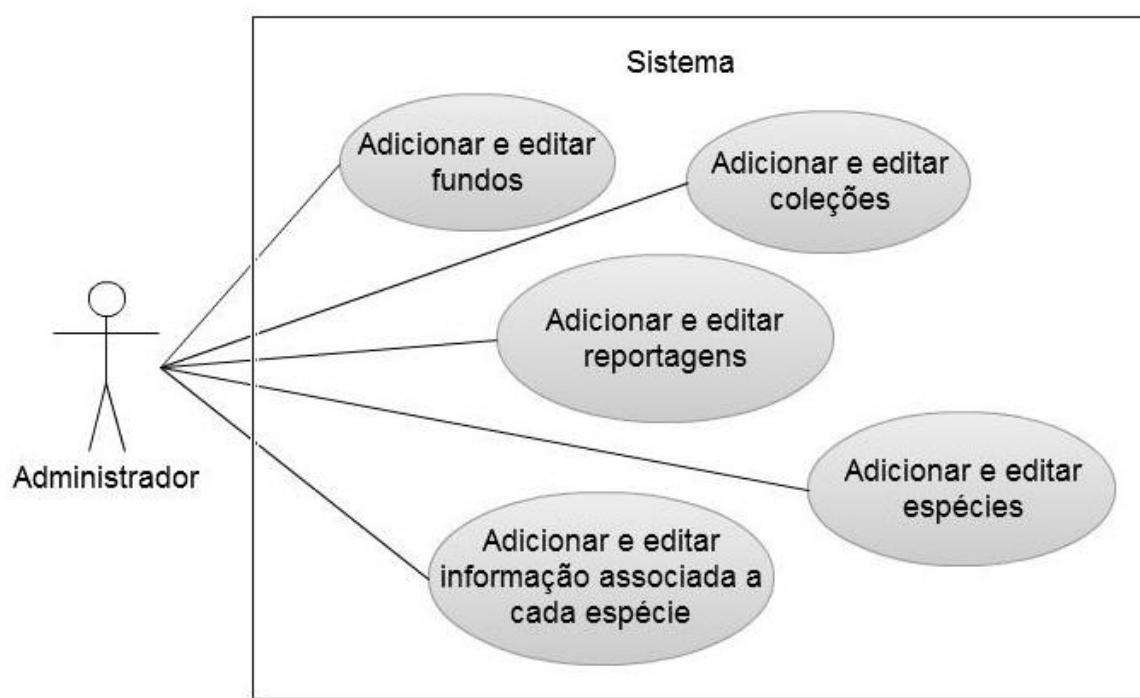 Sistema
Adicionar e editar
fundos
Adicionar e editar
coleções
Adicionar e editar
reportagens
Administrador
Adicionar e editar
espécies
Adicionar e editar
informação associada a
cada espécie